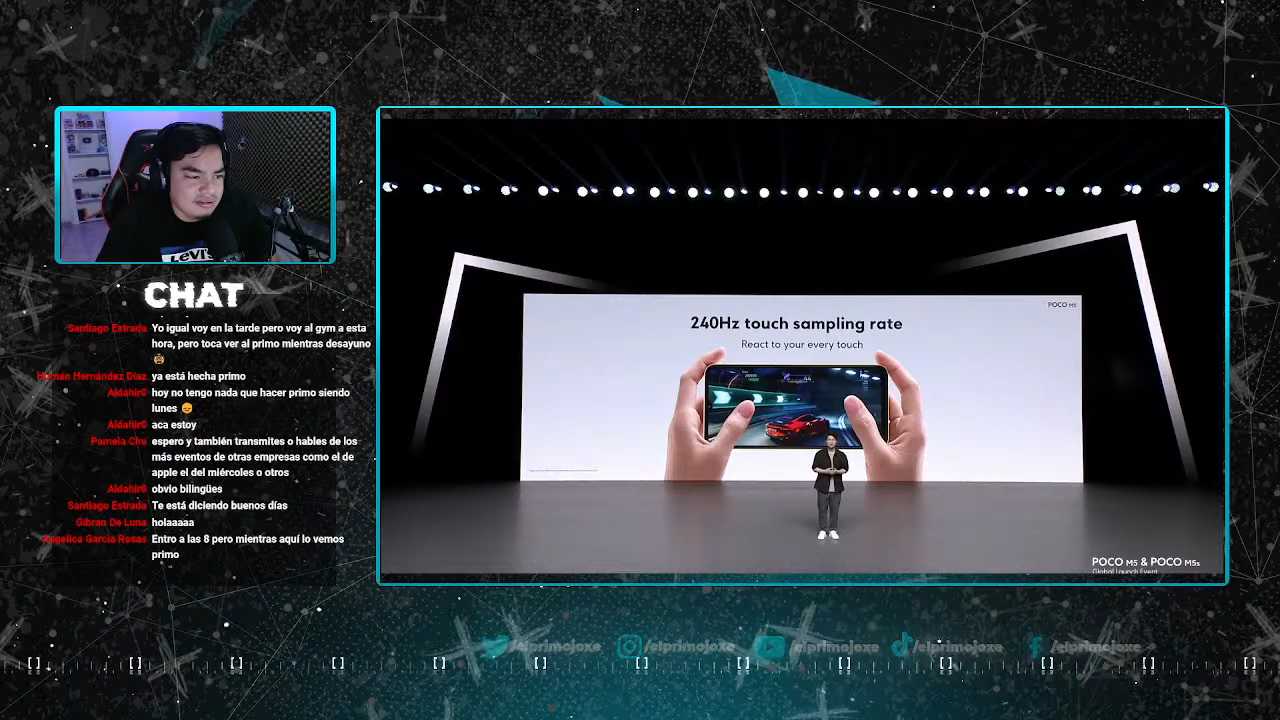 LEVI'S
CHAT
Santiago Estrada Yo igual voy en la tarde pero voy al gym a esta
hora, pero toca ver al primo mientras desayuno
Hernán Hernández Diaz ya está hecha primo
Aldahir0 hoy no tengo nada que hacer primo siendo
lunes
Aldahir0 aca estoy
Pamela Chu espero y también transmites o hables de los
más eventos de otras empresas como el de
apple el del miércoles o otros
Aldahir0 obvio bilingües
Santiago Estrada Te está diciendo buenos días
Gibran De Luna holaaaaa
Angelica Garcia Rosas Entro a las 8 pero mientras aquí lo vemos
primo
POCO M5
240Hz touch sampling rate
React to your every touch
POCO M5 & POCO M5s
Global Launch Event
/elprimojoxe /elprimojoxe /elprimojoxe /elprimojoxe /elprimojoxe